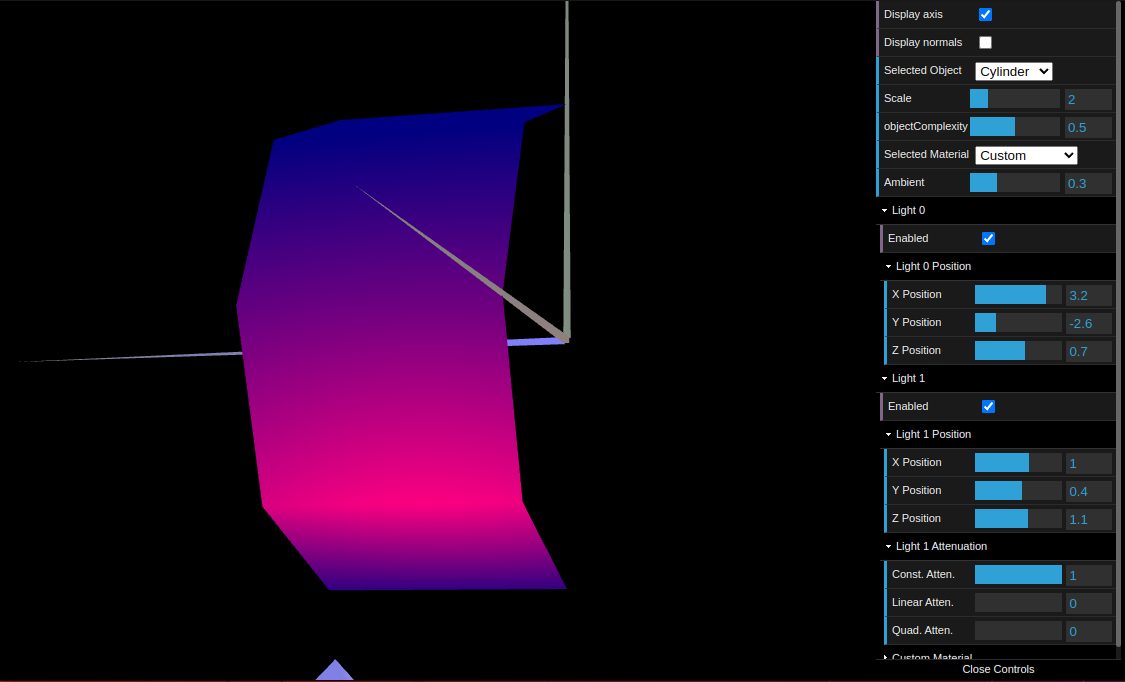 Display axis
Display normals
Selected Object Cylinder
Scale 2
objectComplexity 0.5
Selected Material Custom
Ambient 0.3
Light 0
Enabled
Light 0 Position
X Position 3.2
Y Position -2.6
Z Position 0.7
Light 1
Enabled
Light 1 Position
X Position 1
Y Position 0.4
Z Position 1.1
Light 1 Attenuation
Const. Atten. 1
Linear Atten. 0
Quad. Atten. 0
Custom Material
Close Controls